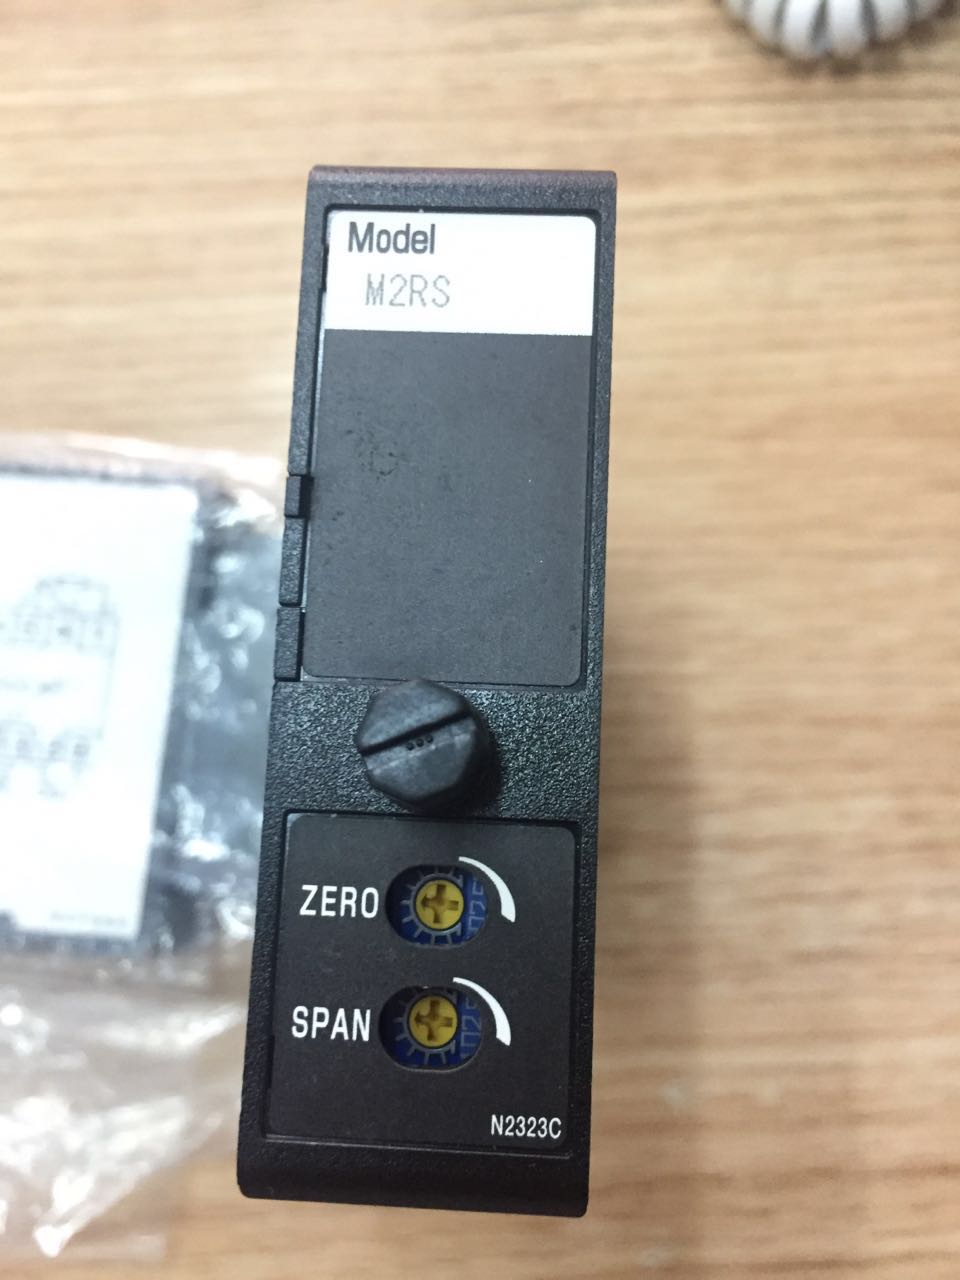 Model
M2RS
ZERO
SPAN
N2323C